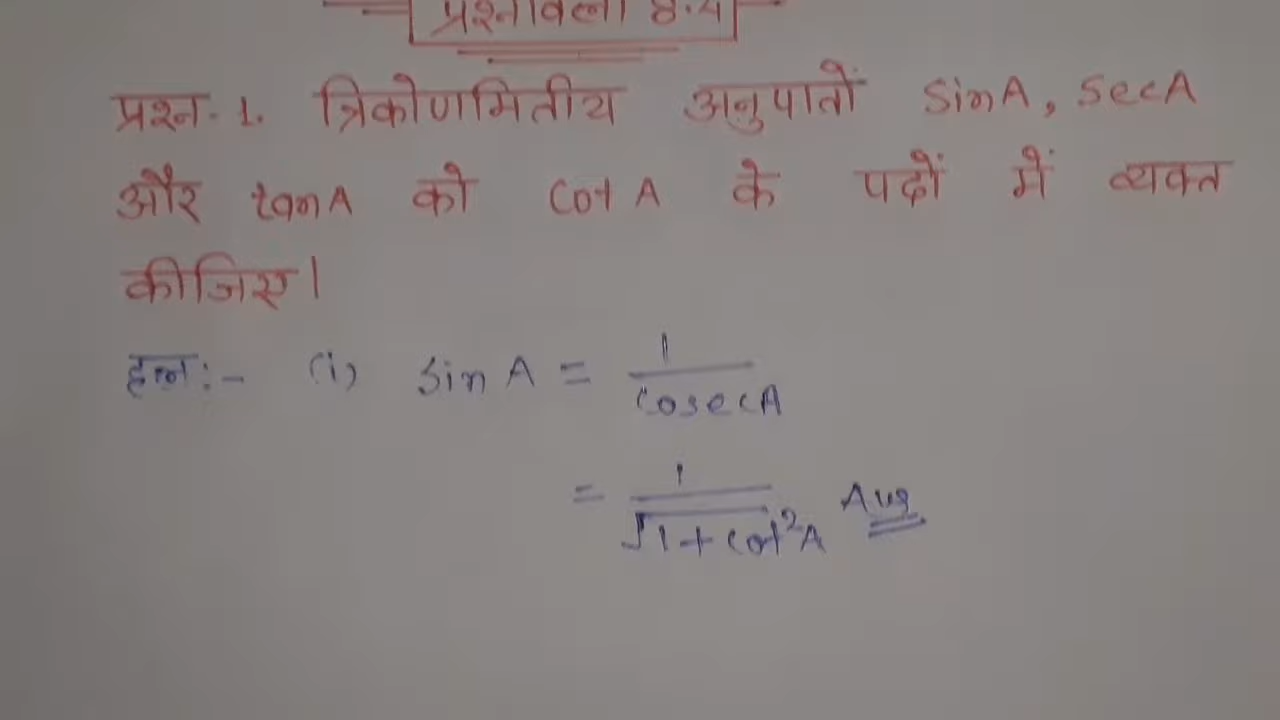 प्रश्नावली 8.4
प्रश्न. 1. त्रिकोणमितीय अनुपातों sinA, secA
और tanA को cotA के पदों में व्यक्त
कीजिए।
हल:- (i) sinA = 1/cosecA
= 1/√1+cot²A Ans